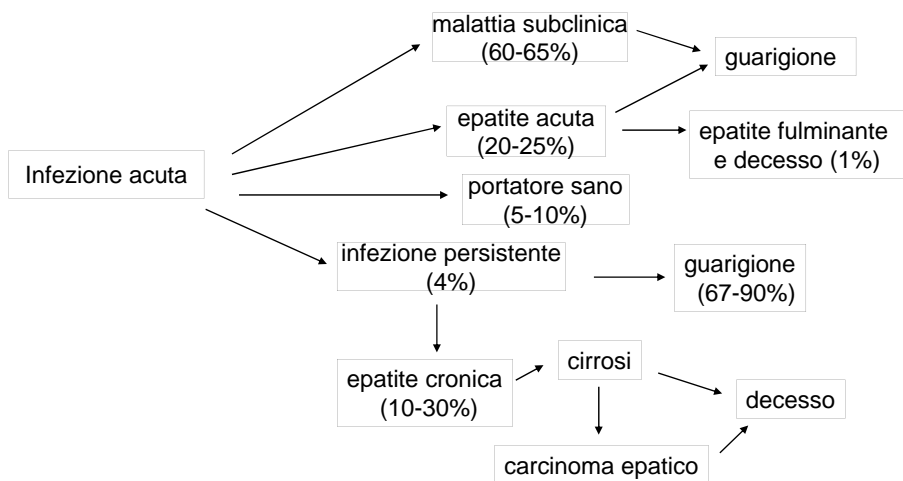 malattia subclinica
(60-65%)
guarigione
epatite acuta
(20-25%)
epatite fulminante
e decesso (1%)
Infezione acuta
portatore sano
(5-10%)
infezione persistente
(4%)
guarigione
(67-90%)
epatite cronica
(10-30%)
cirrosi
decesso
carcinoma epatico